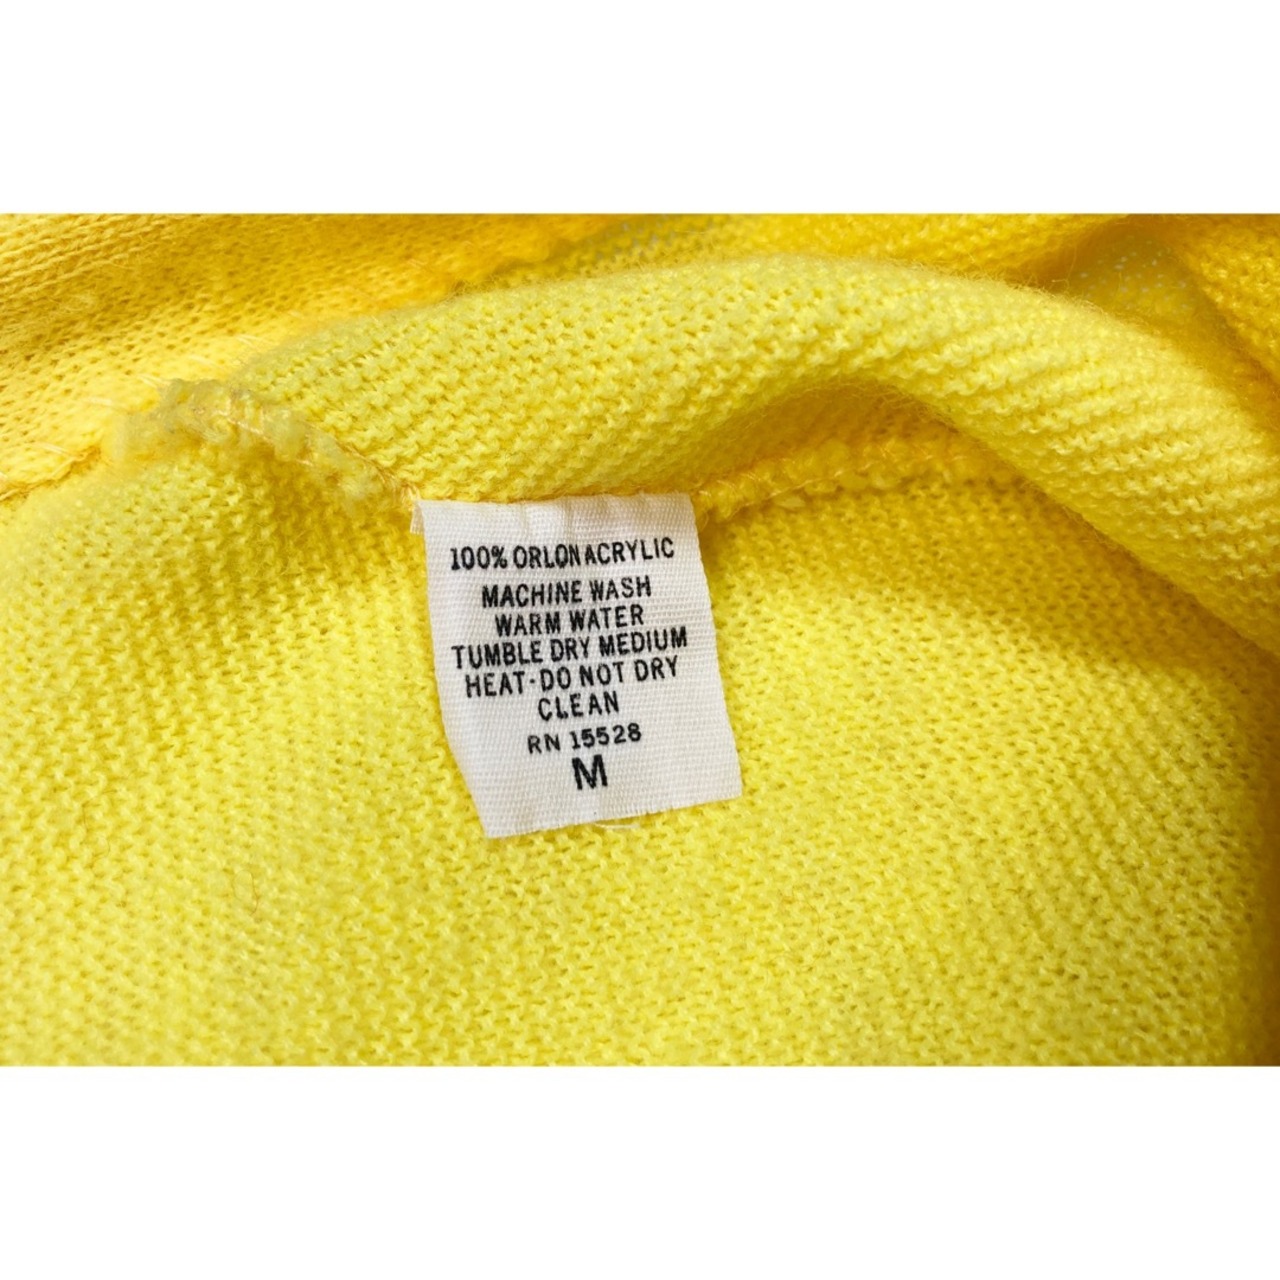 100% ORLON ACRYLIC
MACHINE WASH
WARM WATER
TUMBLE DRY MEDIUM
HEAT-DO NOT DRY
CLEAN
RN 15528
M